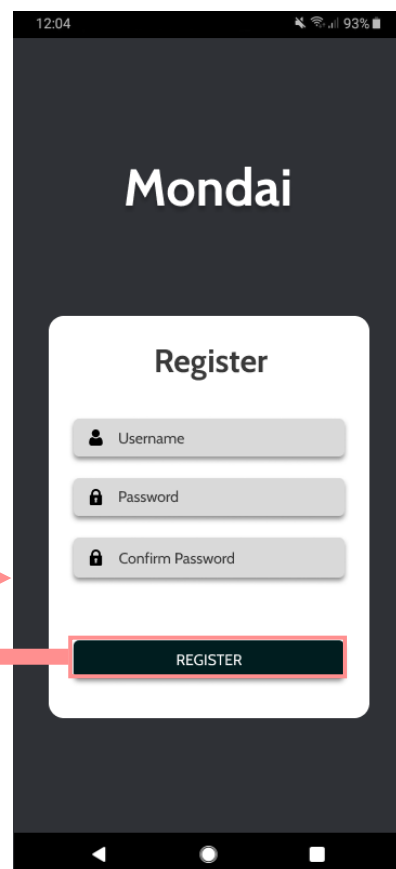 12:04
93%
Mondai
Register
Username
Password
Confirm Password
REGISTER